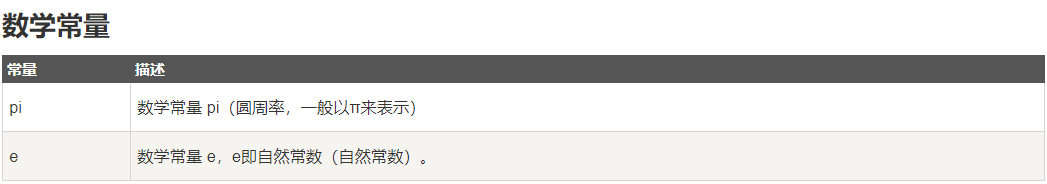 数学常量
常量 描述
pi 数学常量 pi（圆周率，一般以π来表示）
e 数学常量 e，e即自然常数（自然常数）。